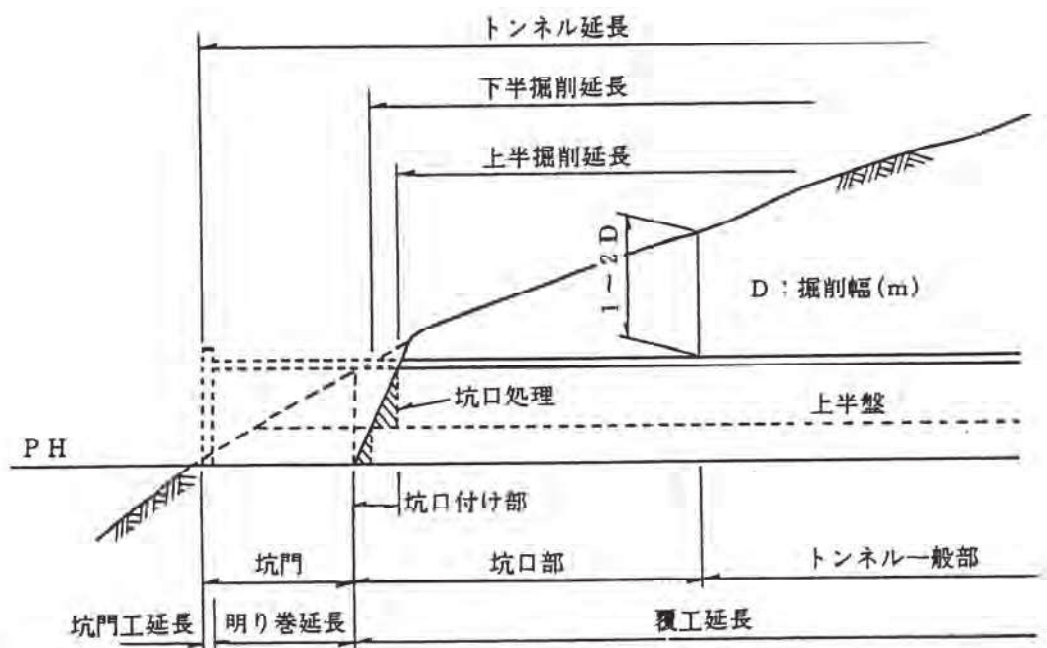 トンネル延長
下半掘削延長
上半掘削延長
1～2D
D：掘削幅(m)
坑口処理
上半盤
PH
坑口付け部
坑門
坑口部
トンネル一般部
坑門工延長
明り巻延長
覆工延長